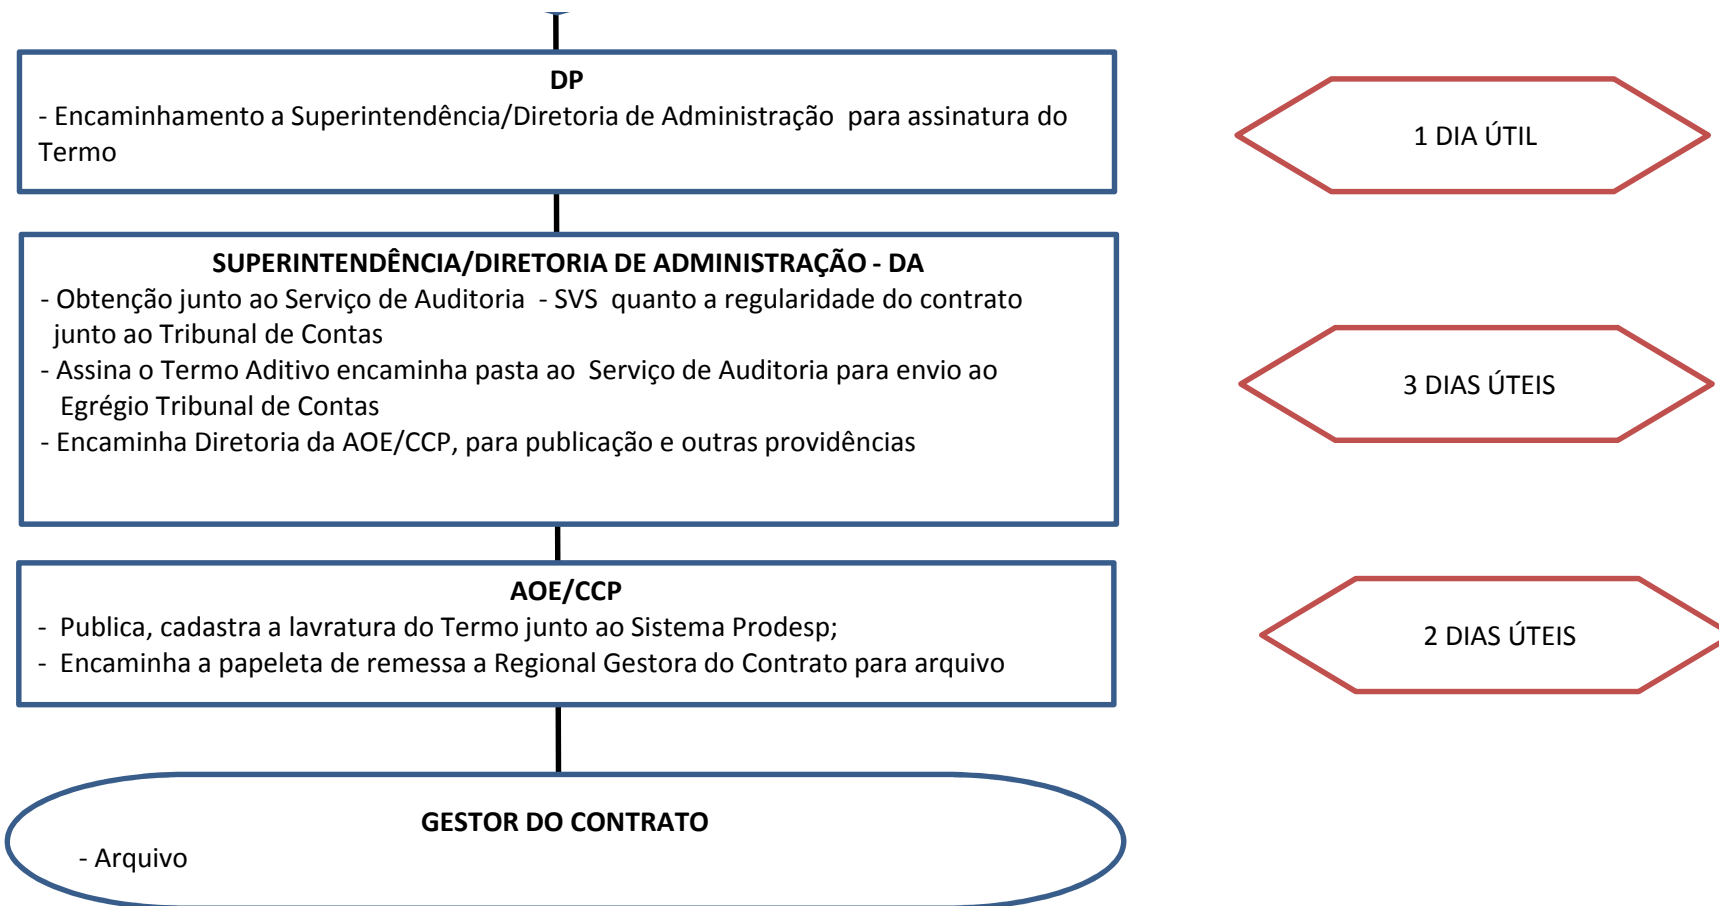 DP
- Encaminhamento a Superintendência/Diretoria de Administração  para assinatura do
Termo
1 DIA ÚTIL
SUPERINTENDÊNCIA/DIRETORIA DE ADMINISTRAÇÃO - DA
- Obtenção junto ao Serviço de Auditoria  - SVS  quanto a regularidade do contrato
junto ao Tribunal de Contas
- Assina o Termo Aditivo encaminha pasta ao  Serviço de Auditoria para envio ao
Egrégio Tribunal de Contas
- Encaminha Diretoria da AOE/CCP, para publicação e outras providências
3 DIAS ÚTEIS
AOE/CCP
-  Publica, cadastra a lavratura do Termo junto ao Sistema Prodesp;
-  Encaminha a papeleta de remessa a Regional Gestora do Contrato para arquivo
2 DIAS ÚTEIS
GESTOR DO CONTRATO
- Arquivo